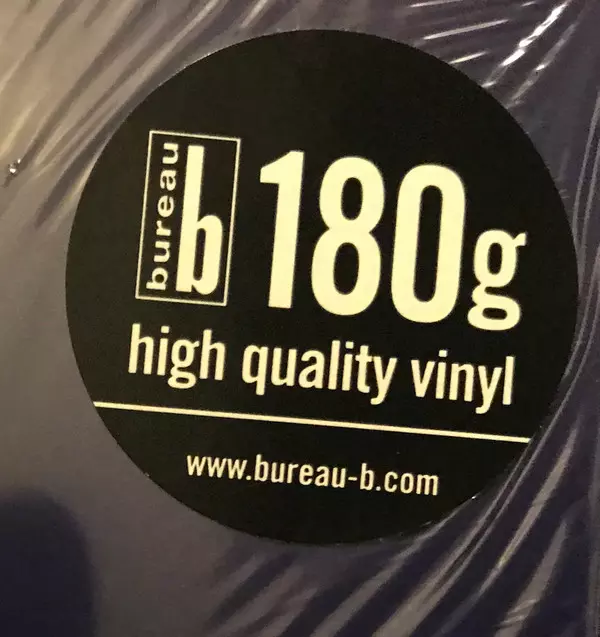 bureau b
180g
high quality vinyl
www.bureau-b.com